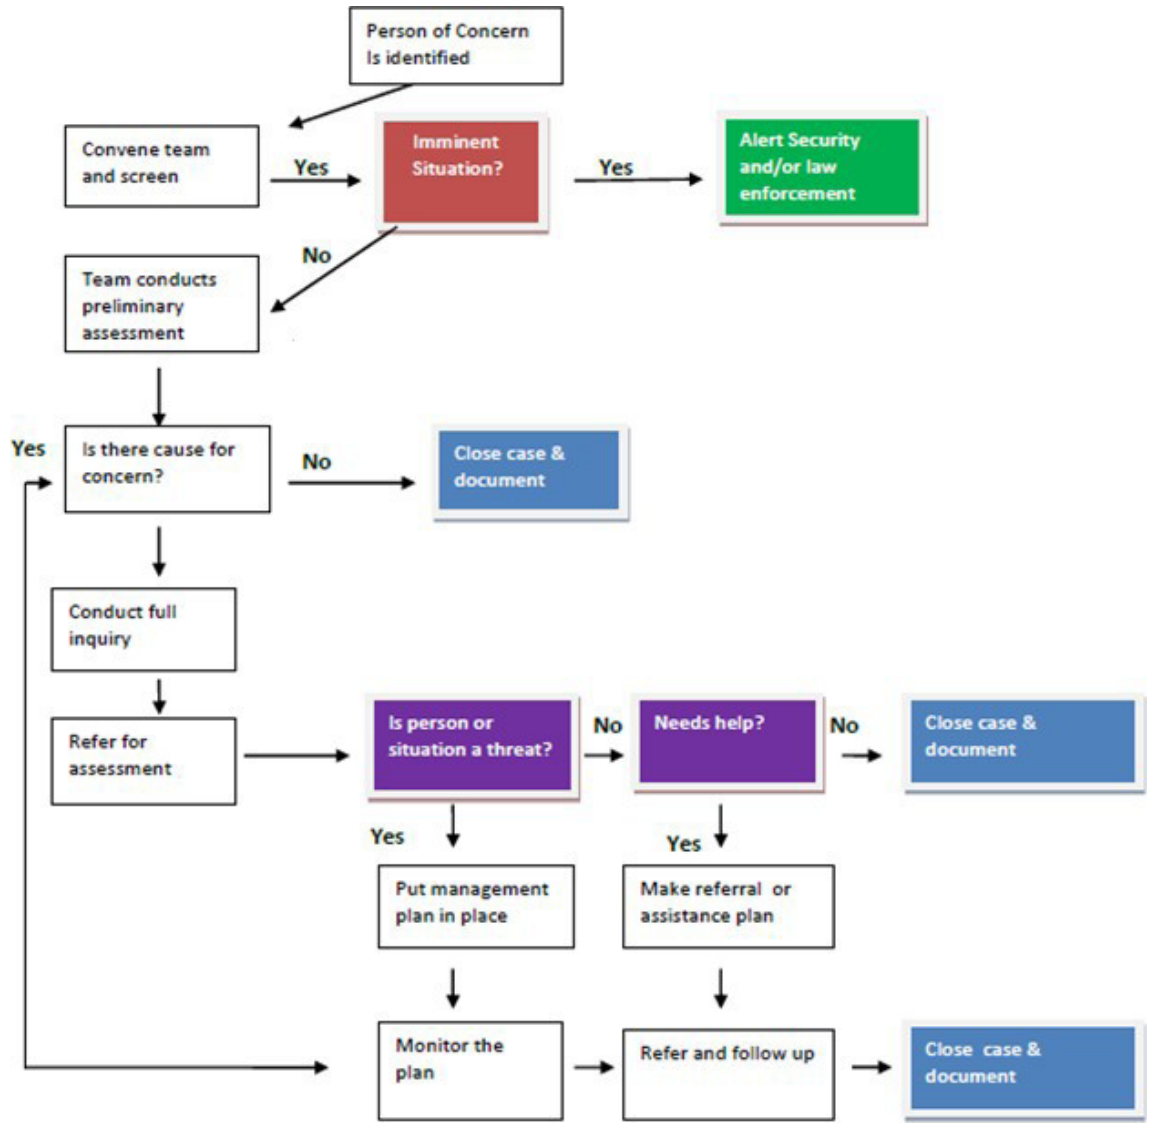 Person of Concern
Is identified
Convene team
and screen
Yes
Imminent
Situation?
Yes
Alert Security
and/or law
enforcement
No
Team conducts
preliminary
assessment
Yes
Is there cause for
concern?
No
Close case &
document
Conduct full
inquiry
Refer for
assessment
Is person or
situation a threat?
No
Needs help?
No
Close case &
document
Yes
Yes
Put management
plan in place
Make referral or
assistance plan
Monitor the
plan
Refer and follow up
Close case &
document